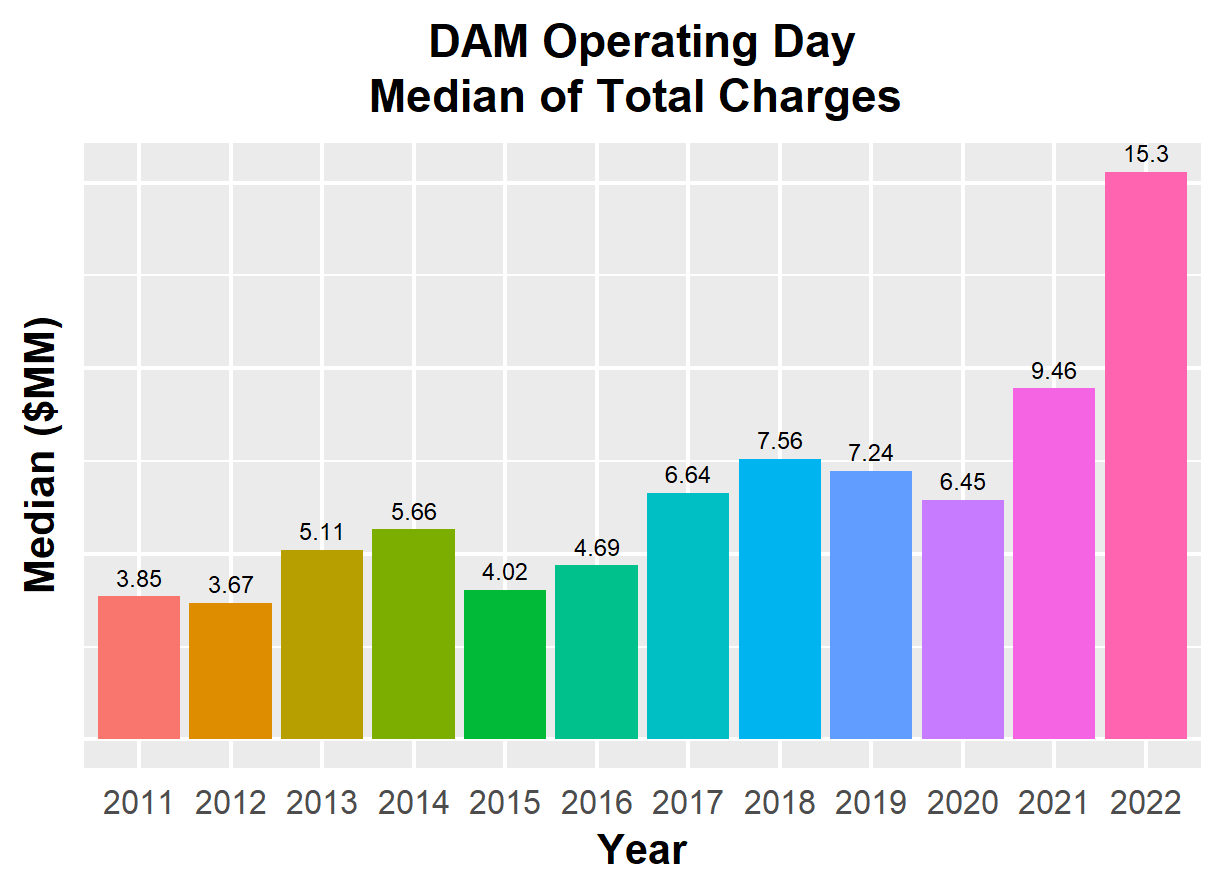 DAM Operating Day
Median of Total Charges
15.3
9.46
7.56
7.24
6.64
6.45
5.66
5.11
4.69
4.02
3.85
3.67
Median ($MM)
2011 2012 2013 2014 2015 2016 2017 2018 2019 2020 2021 2022
Year